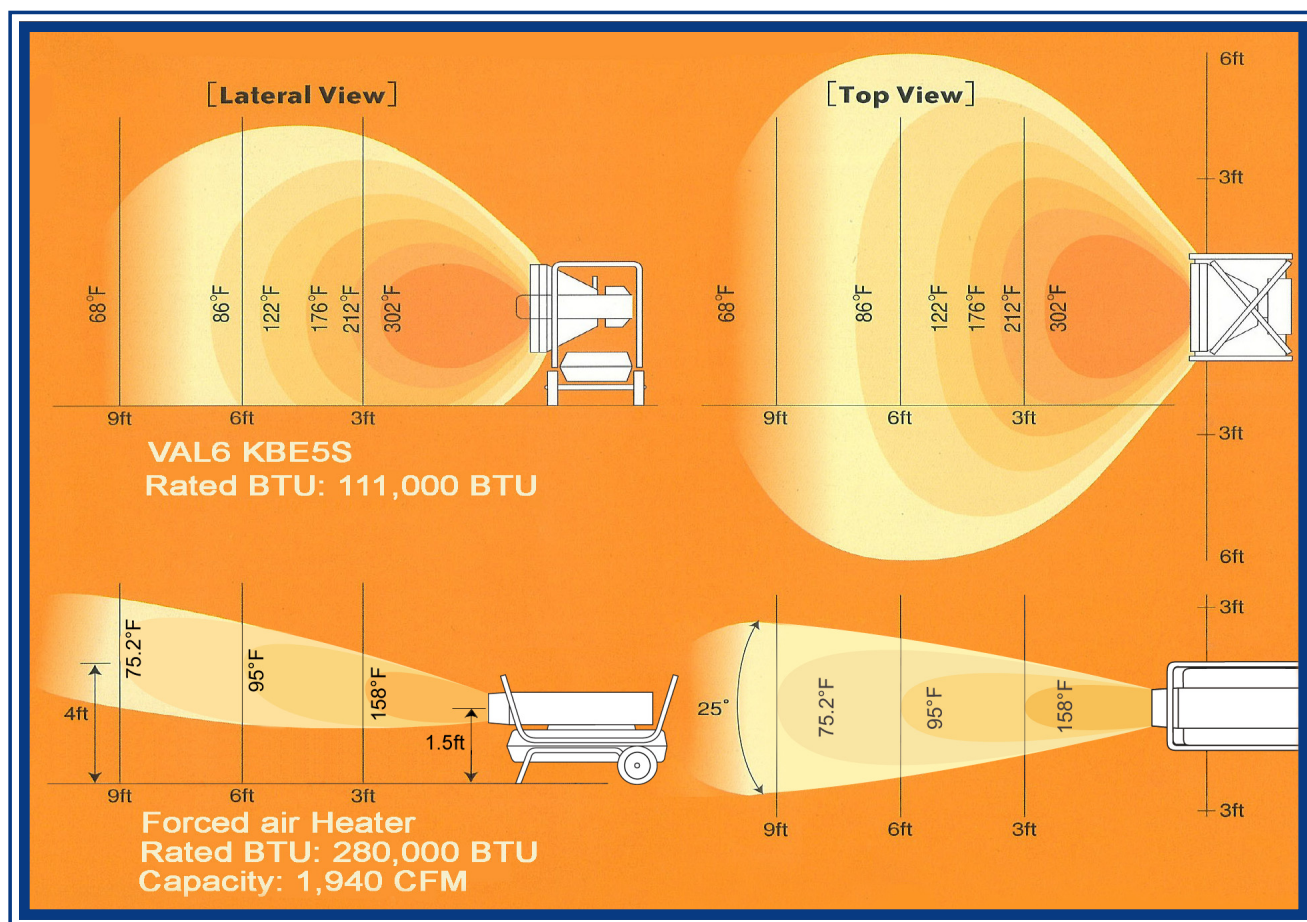 [Lateral View]
[Top View]
6ft
3ft
3ft
6ft
68°F
86°F
122°F
176°F
212°F
302°F
9ft
6ft
3ft
68°F
86°F
122°F
176°F
212°F
302°F
9ft
6ft
3ft
VAL6 KBE5S
Rated BTU: 111,000 BTU
75.2°F
95°F
158°F
4ft
1.5ft
9ft
6ft
3ft
3ft
25°
75.2°F
95°F
158°F
3ft
9ft
6ft
3ft
Forced air Heater
Rated BTU: 280,000 BTU
Capacity: 1,940 CFM